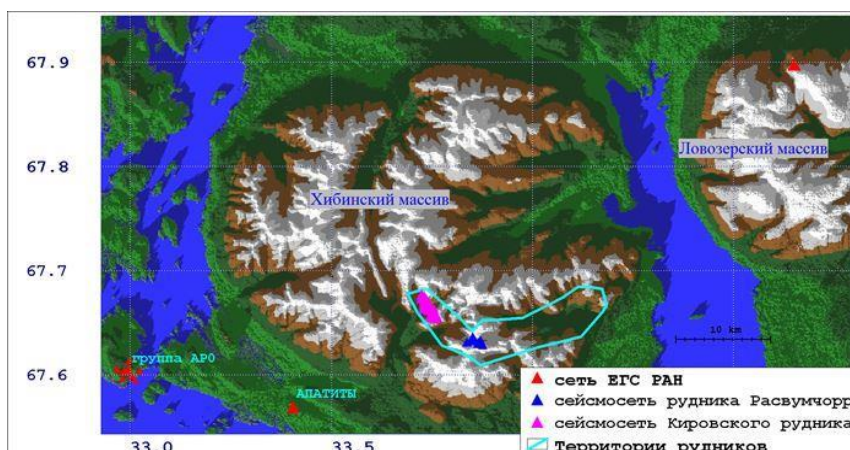 67.9
Ловозерский массив
67.8
Хибинский массив
67.7
10 km
группа АРО
67.6
АПАТИТЫ
сеть ЕГС РАН
сейсмосеть рудника Расвумчорр
сейсмосеть Кировского рудника
Территории рудников
33.0 33.5